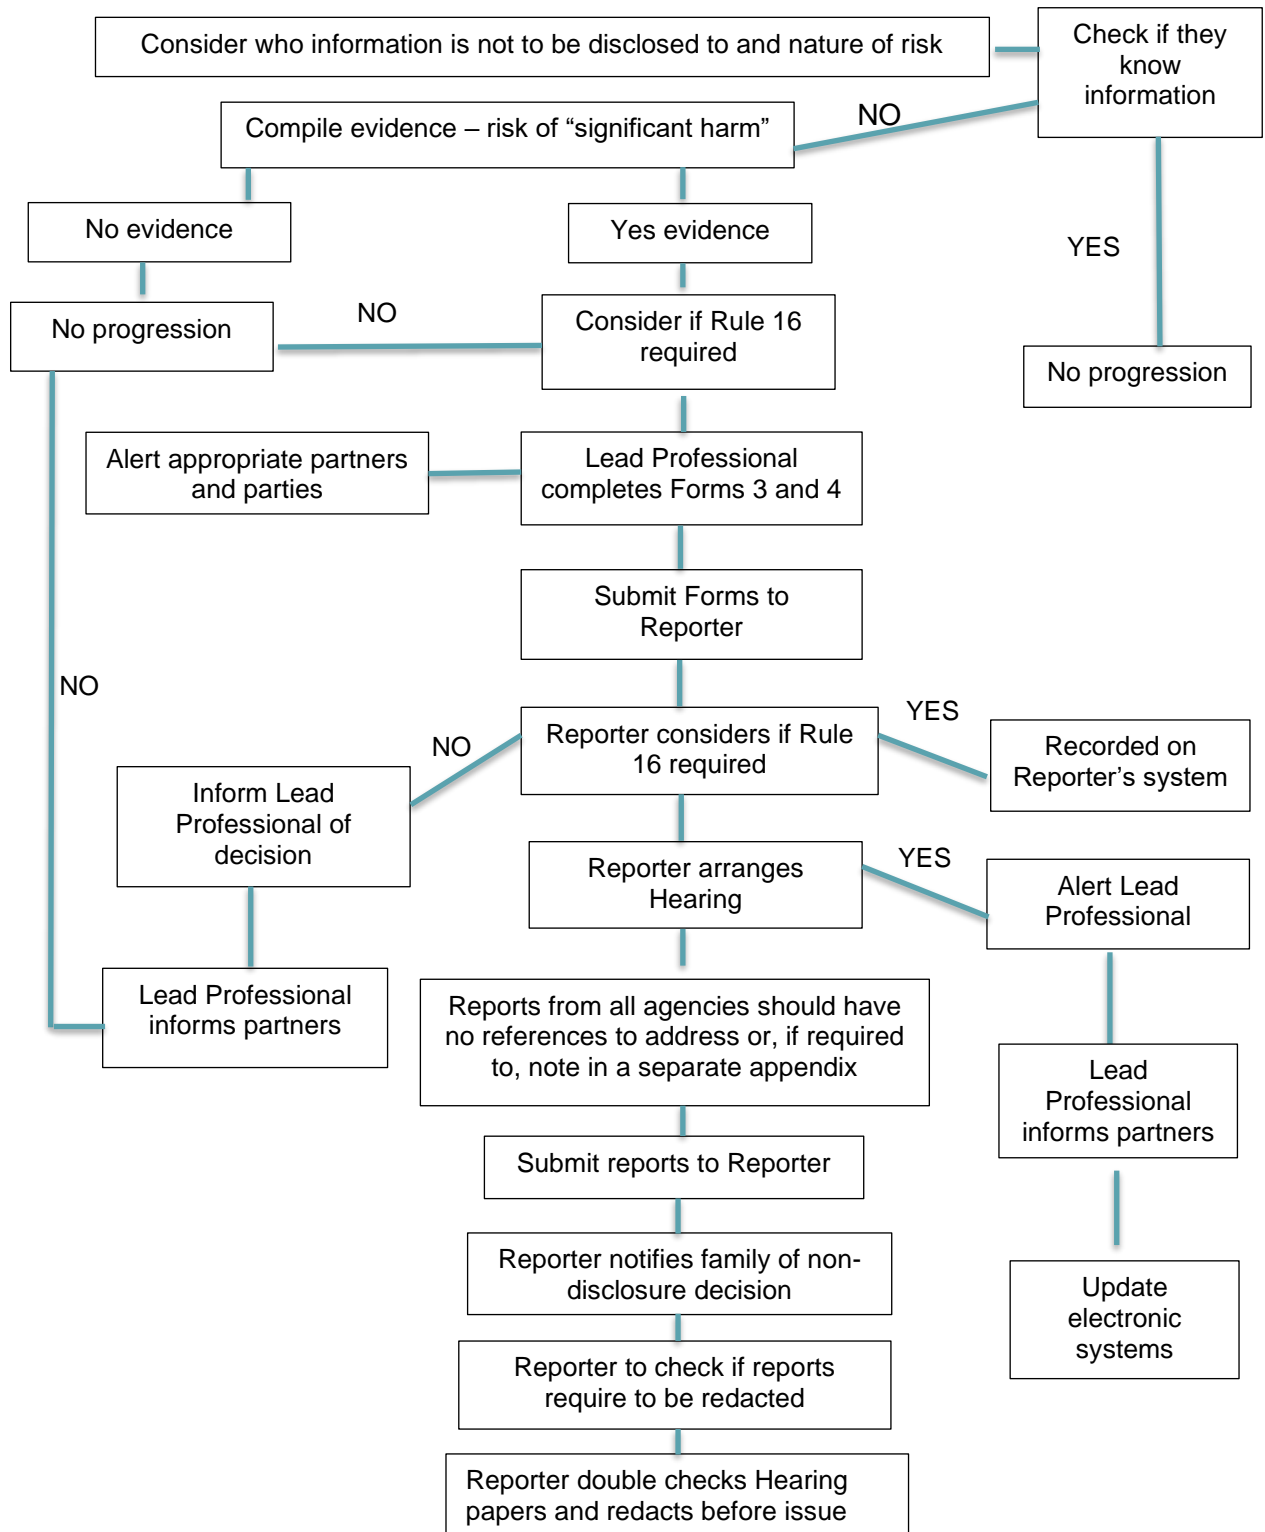 Consider who information is not to be disclosed to and nature of risk
Check if they
know
information
NO
Compile evidence – risk of “significant harm”
No evidence
Yes evidence
YES
No progression
NO
Consider if Rule 16
required
No progression
Alert appropriate partners
and parties
Lead Professional
completes Forms 3 and 4
Submit Forms to
Reporter
NO
Reporter considers if Rule
16 required
YES
Recorded on
Reporter’s system
NO
Inform Lead
Professional of
decision
Reporter arranges
Hearing
YES
Alert Lead
Professional
Lead Professional
informs partners
Reports from all agencies should have
no references to address or, if required
to, note in a separate appendix
Lead
Professional
informs partners
Submit reports to Reporter
Reporter notifies family of non-
disclosure decision
Update
electronic
systems
Reporter to check if reports
require to be redacted
Reporter double checks Hearing
papers and redacts before issue